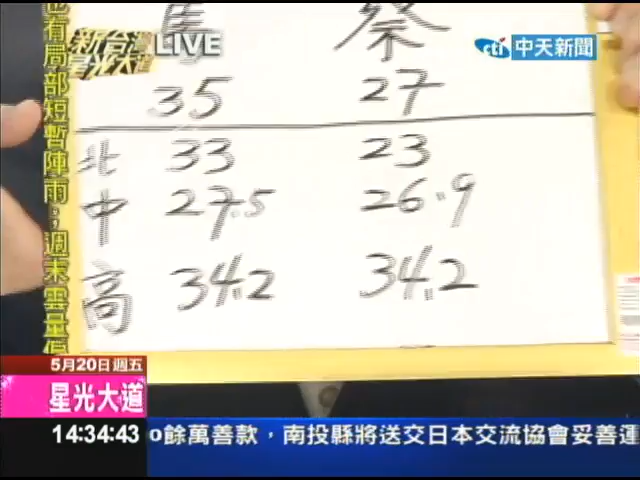 新台灣
星光大道
LIVE
cti 中天新聞
有局部短暫陣雨;週末雲量
馬 蔡
35 27
北 33 23
中 27.5 26.9
高 34.2 34.2
5月20日週五
星光大道
14:34:43
餘萬善款,南投縣將送交日本交流協會妥善運